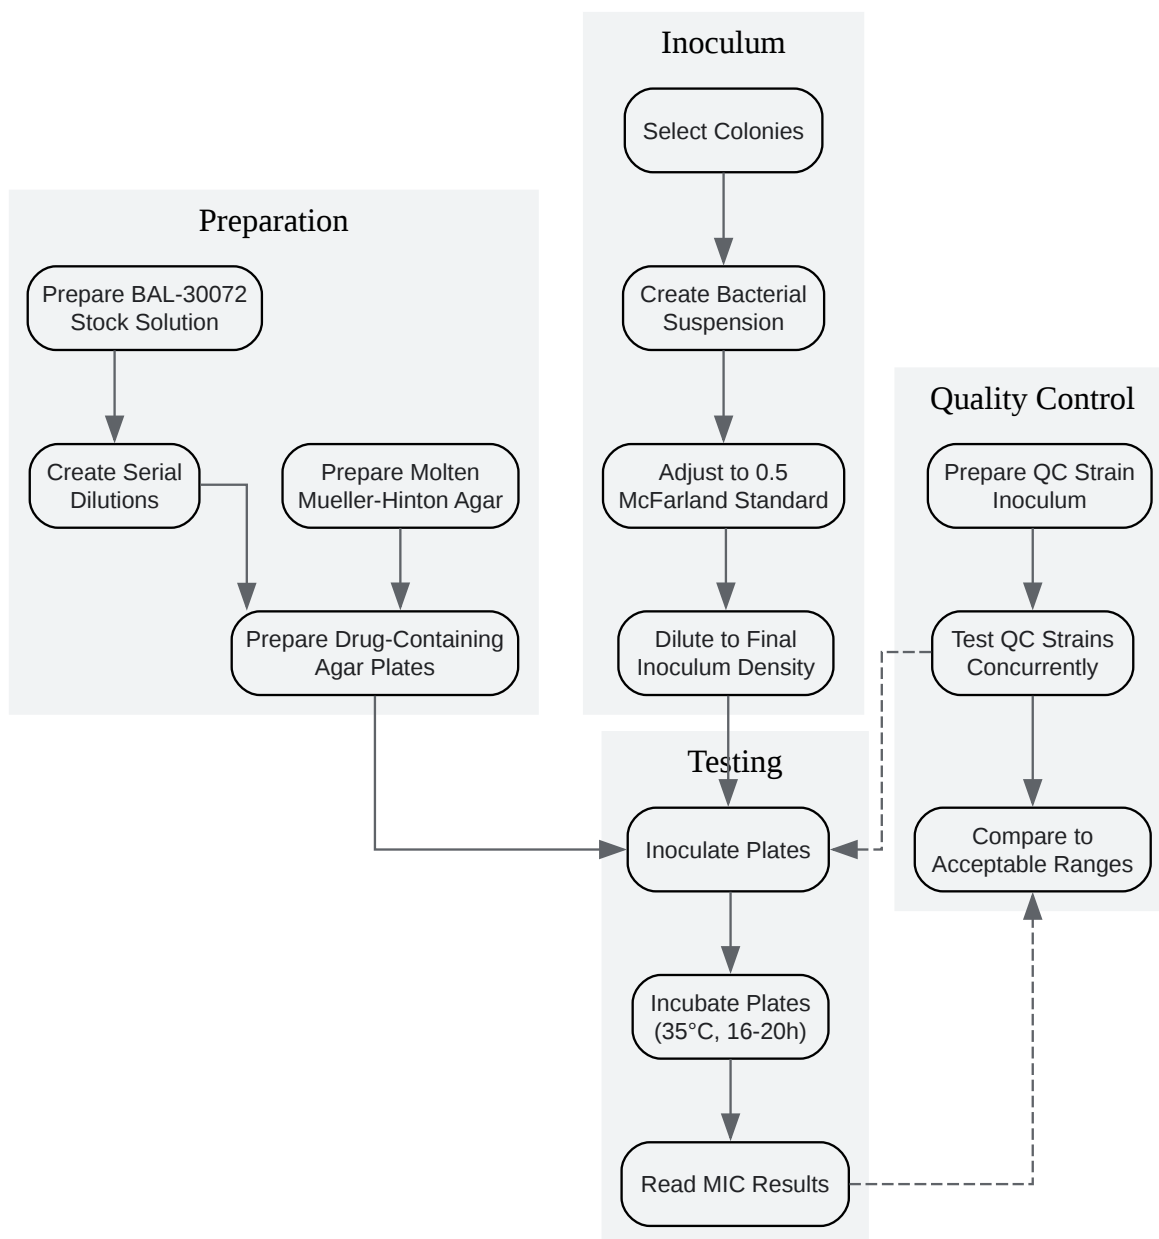 Preparation
Prepare BAL-30072
Stock Solution
Create Serial
Dilutions
Prepare Molten
Mueller-Hinton Agar
Prepare Drug-Containing
Agar Plates
Inoculum
Select Colonies
Create Bacterial
Suspension
Adjust to 0.5
McFarland Standard
Dilute to Final
Inoculum Density
Testing
Inoculate Plates
Incubate Plates
(35°C, 16-20h)
Read MIC Results
Quality Control
Prepare QC Strain
Inoculum
Test QC Strains
Concurrently
Compare to
Acceptable Ranges